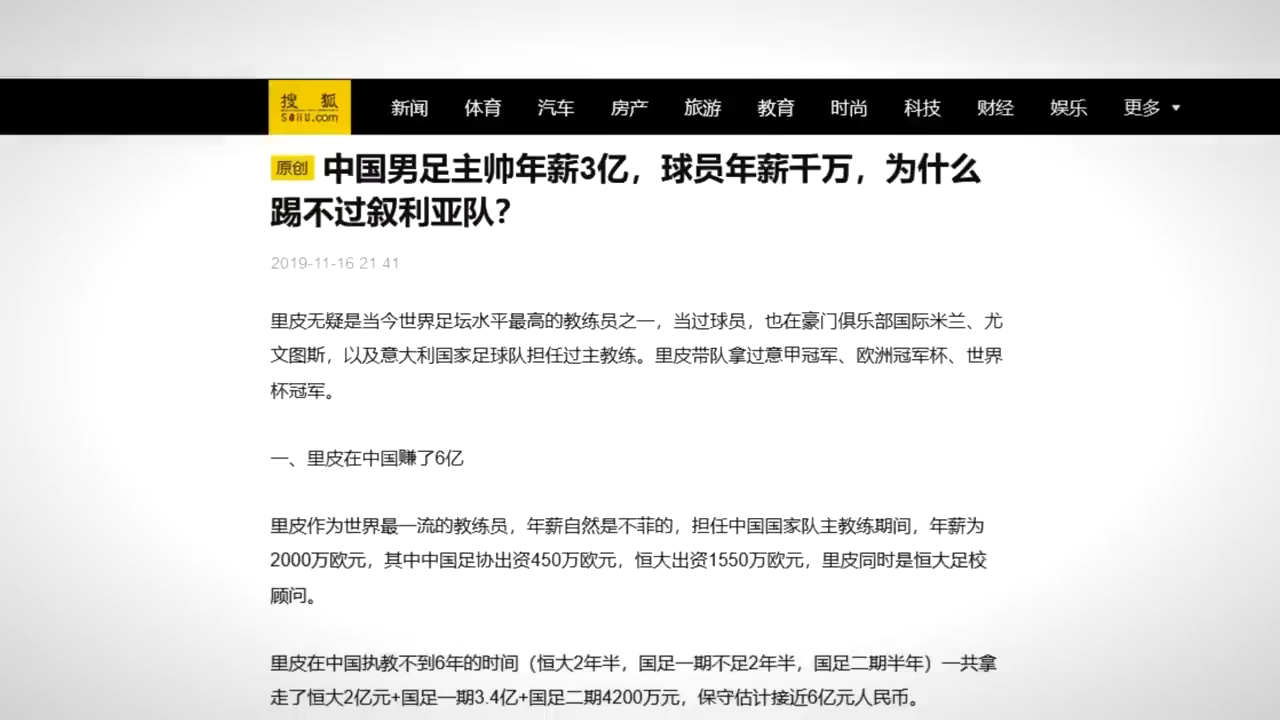 搜狐
SOHU.com
新闻 体育 汽车 房产 旅游 教育 时尚 科技 财经 娱乐 更多
原创 中国男足主帅年薪3亿，球员年薪千万，为什么
踢不过叙利亚队？
2019-11-16 21 41
里皮无疑是当今世界足坛水平最高的教练员之一，当过球员，也在豪门俱乐部国际米兰、尤
文图斯，以及意大利国家足球队担任过主教练。里皮带队拿过意甲冠军、欧洲冠军杯、世界
杯冠军。
一、里皮在中国赚了6亿
里皮作为世界最一流的教练员，年薪自然是不菲的，担任中国国家队主教练期间，年薪为
2000万欧元，其中中国足协出资450万欧元，恒大出资1550万欧元，里皮同时是恒大足校
顾问。
里皮在中国执教不到6年的时间（恒大2年半，国足一期不足2年半，国足二期半年）一共拿
走了恒大2亿元+国足一期3.4亿+国足二期4200万元，保守估计接近6亿元人民币。